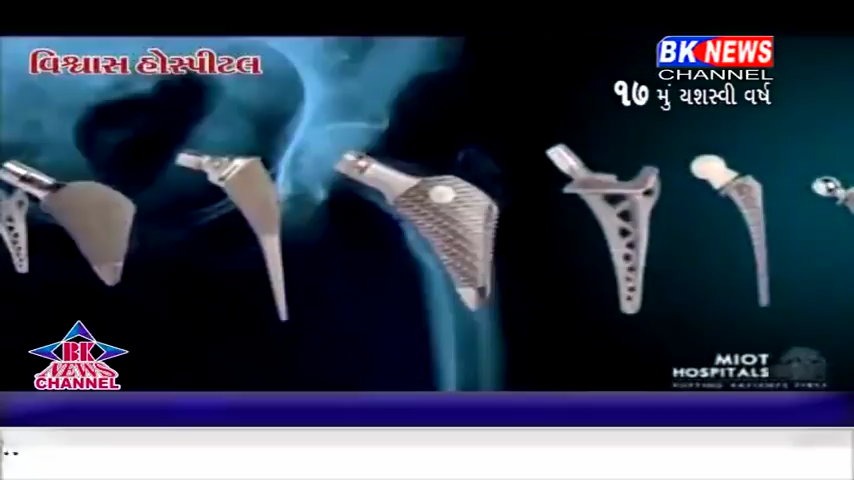 વિશ્વાસ હોસ્પીટલ
BK NEWS
CHANNEL
૧૭ મું યશસ્વી વર્ષ
BK
NEWS
CHANNEL
MIOT
HOSPITALS